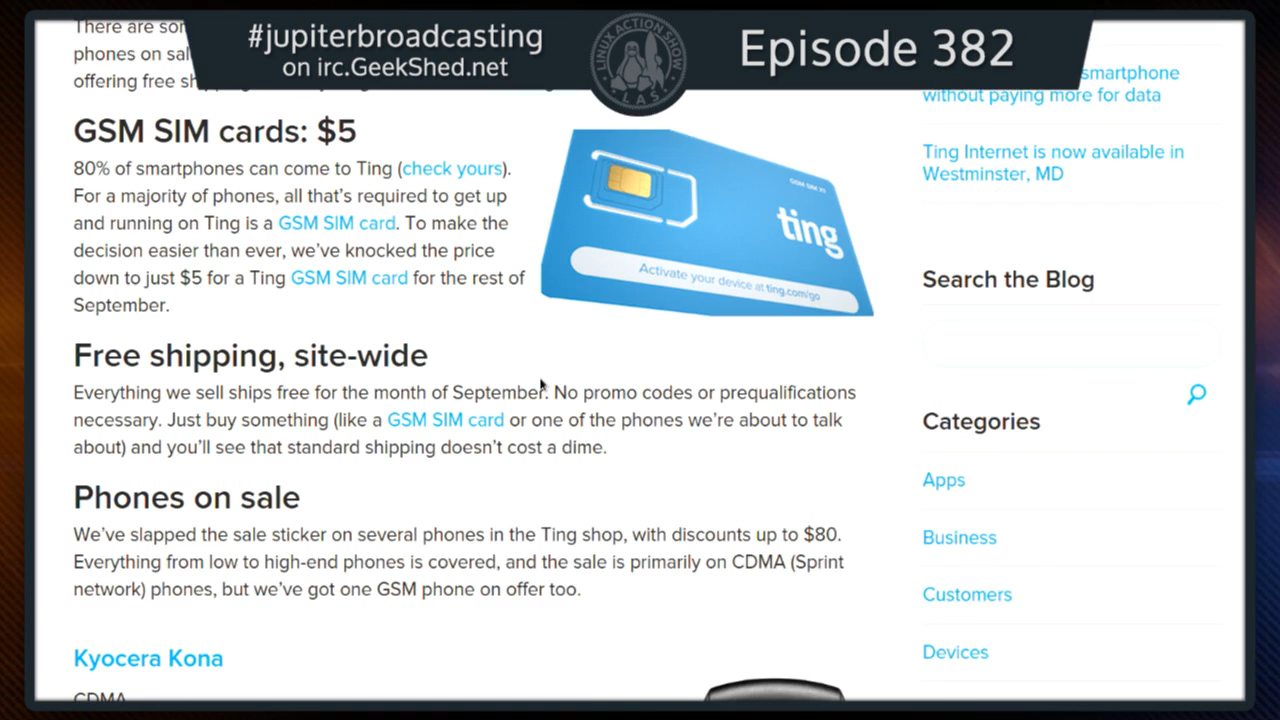 #jupiterbroadcasting
on irc.GeekShed.net
LINUX ACTION SHOW
L.A.S.
Episode 382
There are
phones on
offering free
GSM SIM cards: $5
80% of smartphones can come to Ting (check yours).
For a majority of phones, all that's required to get up
and running on Ting is a GSM SIM card. To make the
decision easier than ever, we've knocked the price
down to just $5 for a Ting GSM SIM card for the rest of
September.
GSM SIM X1
ting
Activate your device at ting.com/go
Free shipping, site-wide
Everything we sell ships free for the month of September. No promo codes or prequalifications
necessary. Just buy something (like a GSM SIM card or one of the phones we're about to talk
about) and you'll see that standard shipping doesn't cost a dime.
Phones on sale
We've slapped the sale sticker on several phones in the Ting shop, with discounts up to $80.
Everything from low to high-end phones is covered, and the sale is primarily on CDMA (Sprint
network) phones, but we've got one GSM phone on offer too.
Kyocera Kona
CDMA
smartphone
without paying more for data
Ting Internet is now available in
Westminster, MD
Search the Blog
Categories
Apps
Business
Customers
Devices